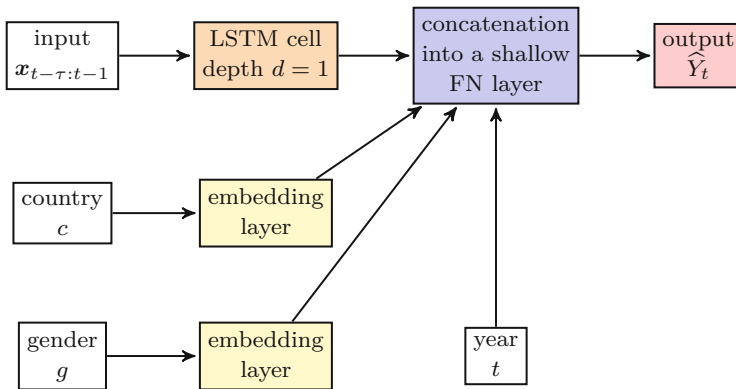 input
x_{t−τ:t−1}
LSTM cell
depth d = 1
concatenation
into a shallow
FN layer
output
Ŷ_t
country
c
embedding
layer
gender
g
embedding
layer
year
t